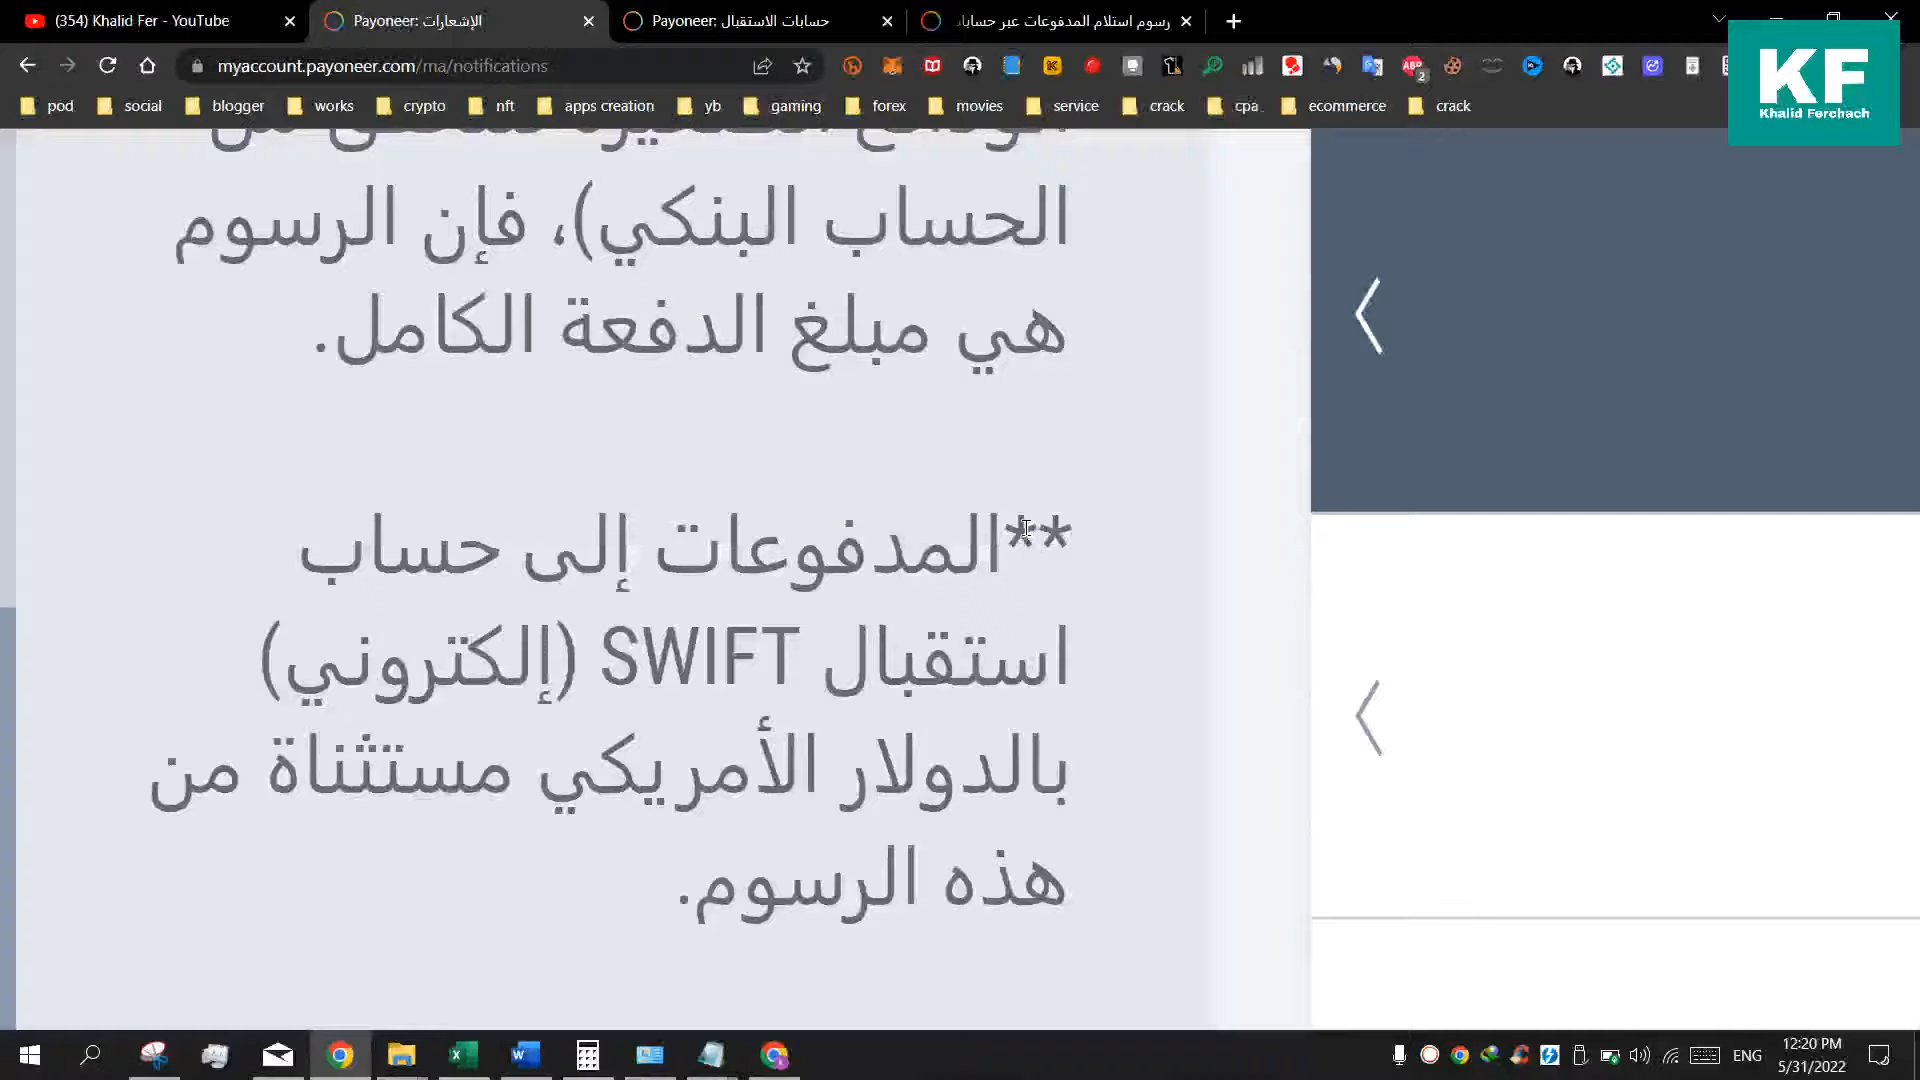 (354) Khalid Fer - YouTube
Payoneer: الإشعارات
Payoneer: حسابات الاستقبال
رسوم استلام المدفوعات عبر حسابا
myaccount.payoneer.com/ma/notifications
pod
social
blogger
works
crypto
nft
apps creation
yb
gaming
forex
movies
service
crack
cpa
ecommerce
crack
KF
Khalid Ferchach
ABP
2
الحساب البنكي)، فإن الرسوم
هي مبلغ الدفعة الكامل.
**المدفوعات إلى حساب
استقبال SWIFT (إلكتروني)
بالدولار الأمريكي مستثناة من
هذه الرسوم.
ENG
12:20 PM
5/31/2022